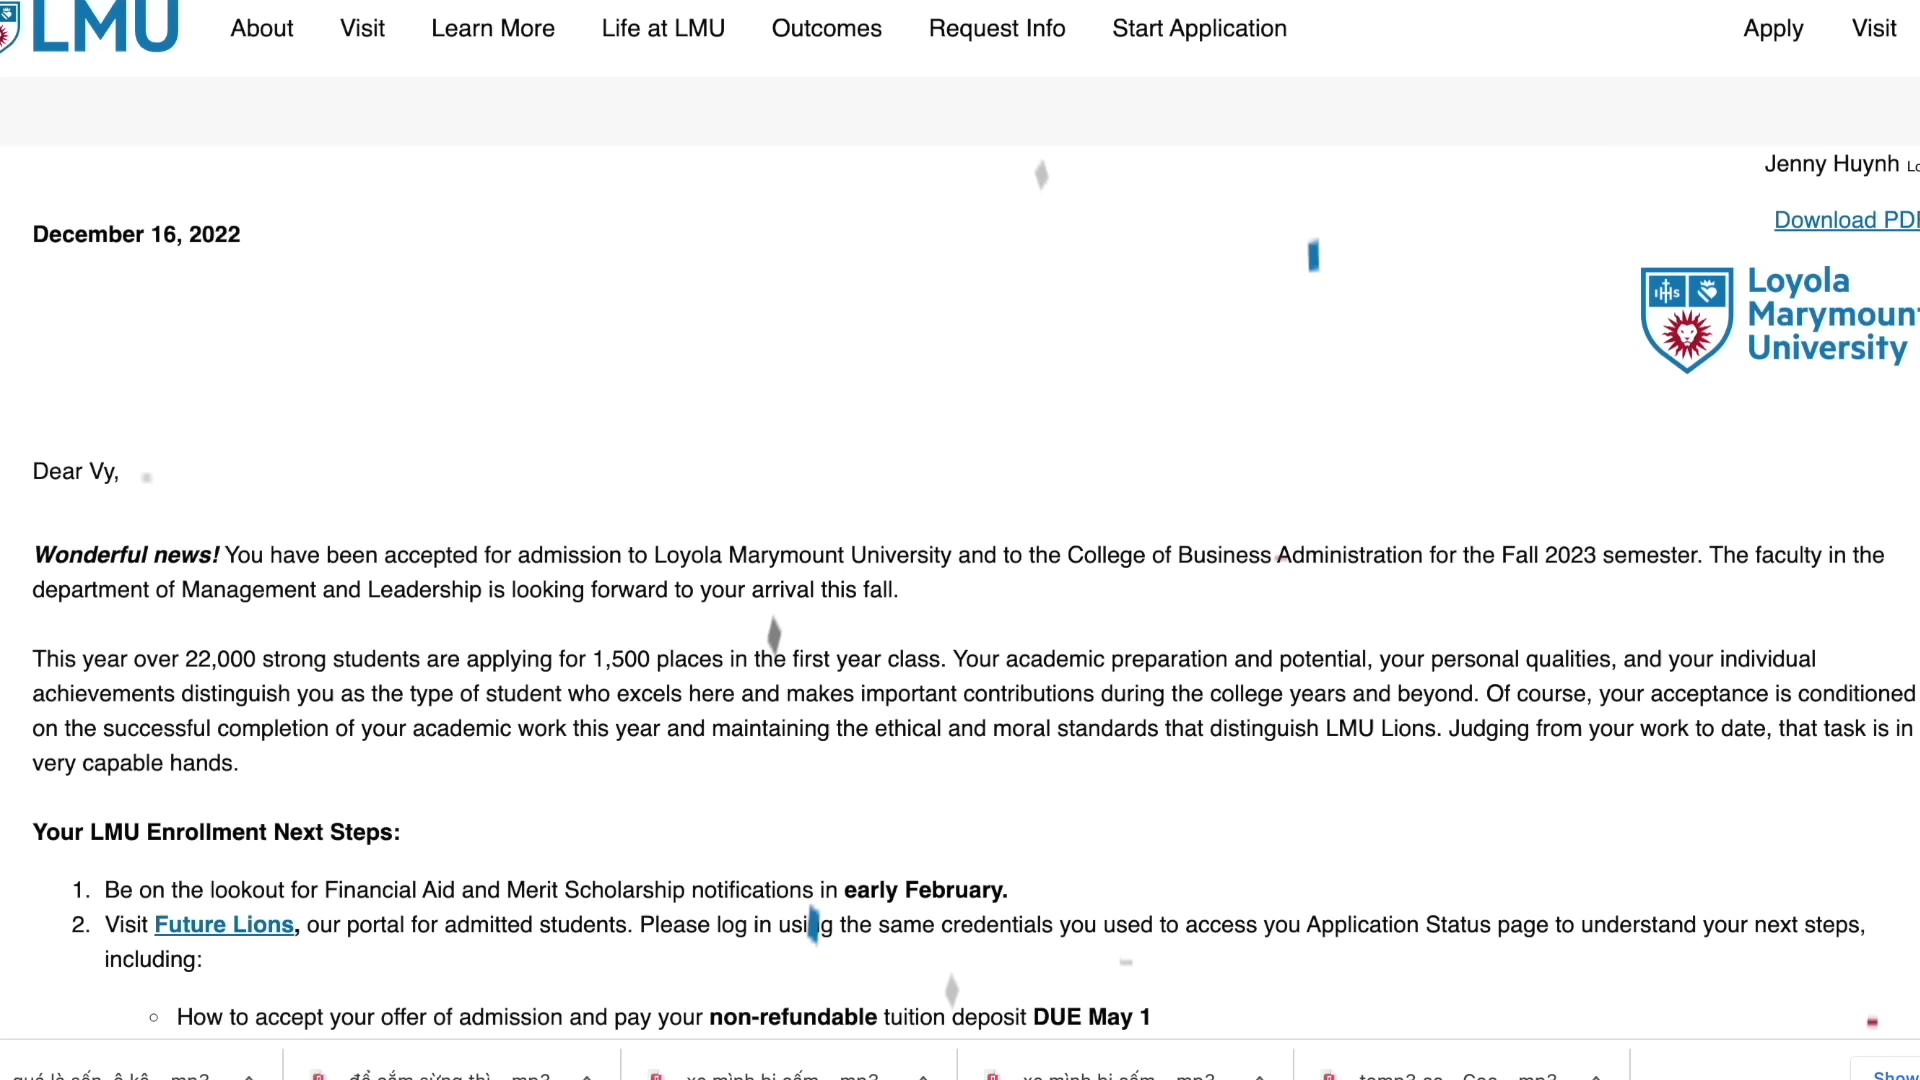 LMU
About Visit Learn More Life at LMU Outcomes Request Info Start Application Apply Visit
Jenny Huynh
December 16, 2022
Download PDF
Loyola
Marymount
University
Dear Vy,
Wonderful news! You have been accepted for admission to Loyola Marymount University and to the College of Business Administration for the Fall 2023 semester. The faculty in the
department of Management and Leadership is looking forward to your arrival this fall.
This year over 22,000 strong students are applying for 1,500 places in the first year class. Your academic preparation and potential, your personal qualities, and your individual
achievements distinguish you as the type of student who excels here and makes important contributions during the college years and beyond. Of course, your acceptance is conditioned
on the successful completion of your academic work this year and maintaining the ethical and moral standards that distinguish LMU Lions. Judging from your work to date, that task is in
very capable hands.
Your LMU Enrollment Next Steps:
1. Be on the lookout for Financial Aid and Merit Scholarship notifications in early February.
2. Visit Future Lions, our portal for admitted students. Please log in using the same credentials you used to access you Application Status page to understand your next steps,
including:
How to accept your offer of admission and pay your non-refundable tuition deposit DUE May 1
Show